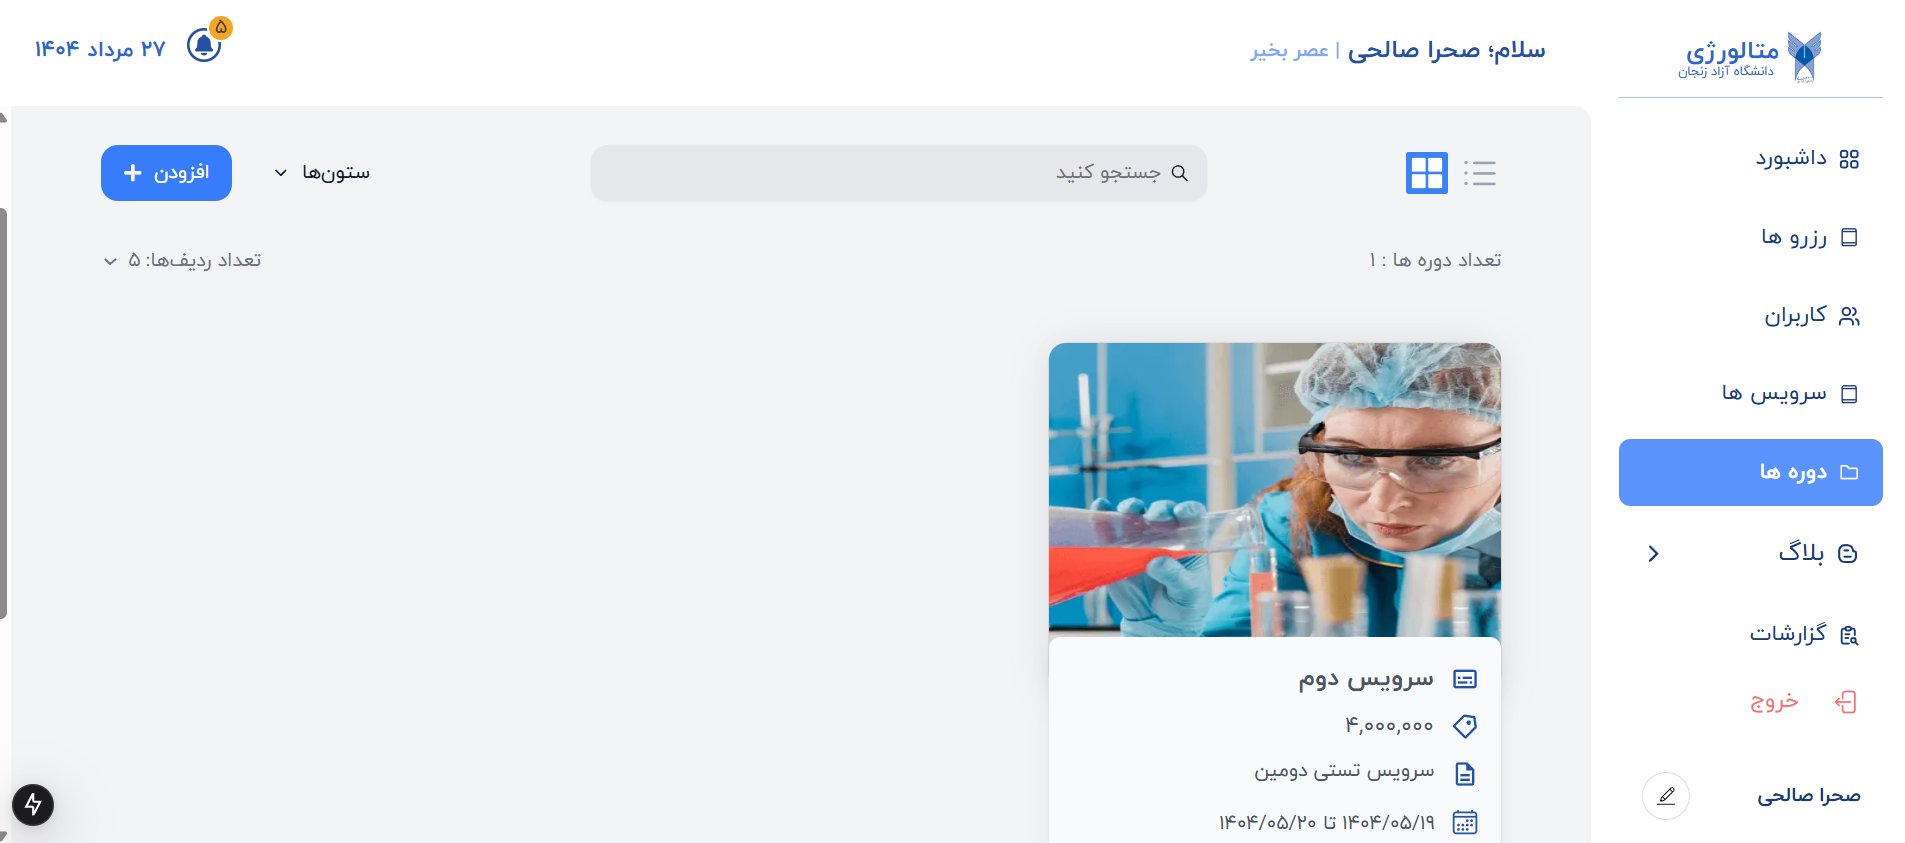 متالورژی
دانشگاه آزاد زنجان
سلام؛ صحرا صالحی | عصر بخیر
۵
۲۷ مرداد ۱۴۰۴
داشبورد
رزرو ها
کاربران
سرویس ها
دوره ها
بلاگ
گزارشات
خروج
صحرا صالحی
جستجو کنید
ستون‌ها
افزودن
تعداد دوره ها : ۱
تعداد ردیف‌ها: ۵
سرویس دوم
۴,۰۰۰,۰۰۰
سرویس تستی دومین
۱۴۰۴/۰۵/۱۹ تا ۱۴۰۴/۰۵/۲۰